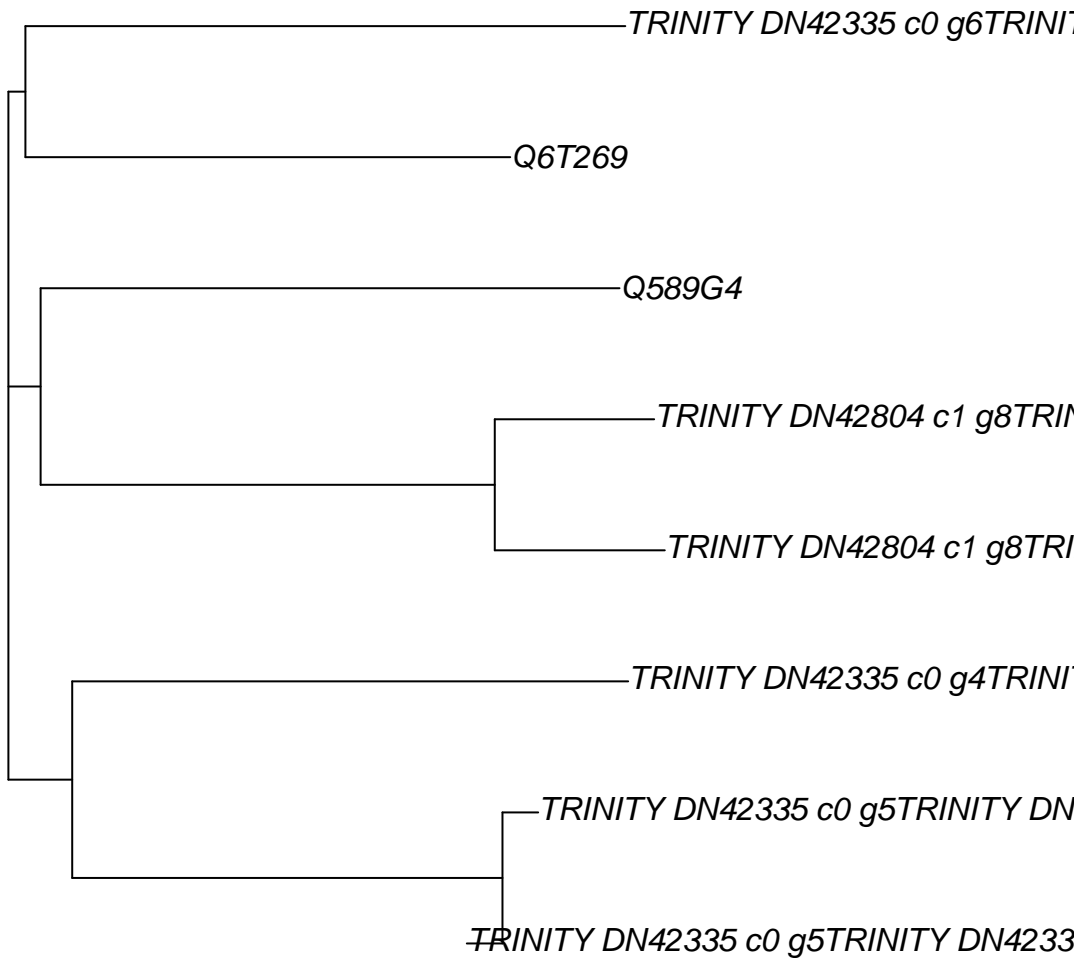 TRINITY DN42335 c0 g6TRINIT
Q6T269
Q589G4
TRINITY DN42804 c1 g8TRIN
TRINITY DN42804 c1 g8TRI
TRINITY DN42335 c0 g4TRINIT
TRINITY DN42335 c0 g5TRINITY DN
TRINITY DN42335 c0 g5TRINITY DN4233